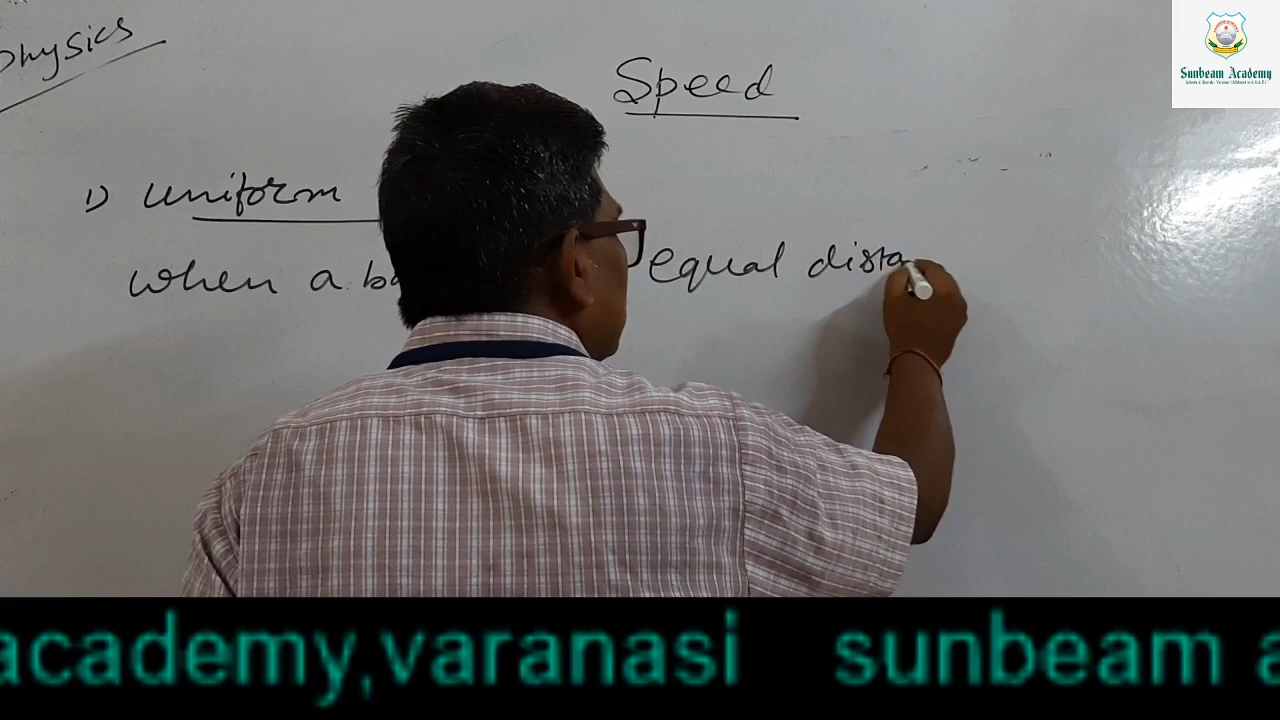 Physics
Speed
Sunbeam Academy
1) uniform
when a equal dista
academy,varanasi sunbeam a